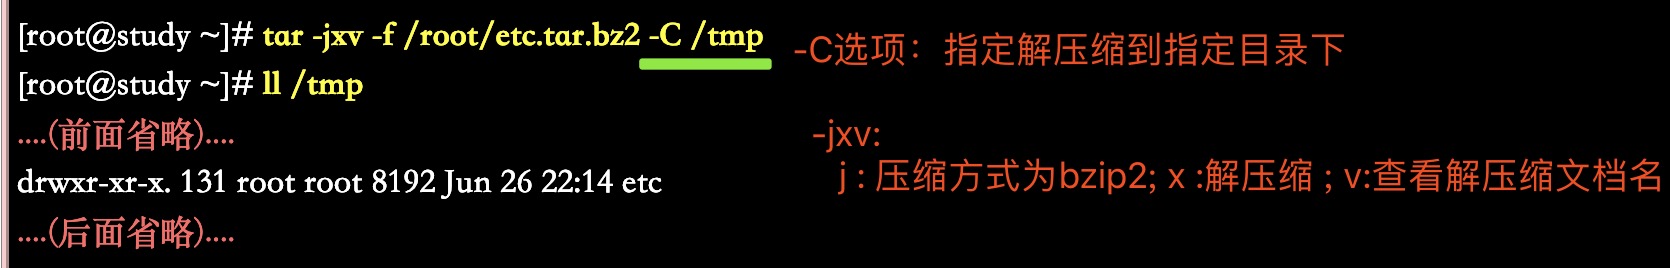 [root@study ~]# tar -jxv -f /root/etc.tar.bz2 -C /tmp
-C选项：指定解压缩到指定目录下
[root@study ~]# ll /tmp
....(前面省略)....
-jxv:
drwxr-xr-x. 131 root root 8192 Jun 26 22:14 etc
j : 压缩方式为bzip2; x :解压缩 ; v:查看解压缩文档名
....(后面省略)....